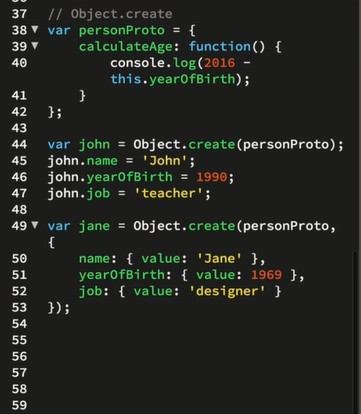 37 // Object.create
38 ▼ var personProto = {
39 ▼     calculateAge: function() {
40         console.log(2016 -
        this.yearOfBirth);
41     }
42 };
43
44 var john = Object.create(personProto);
45 john.name = 'John';
46 john.yearOfBirth = 1990;
47 john.job = 'teacher';
48
49 ▼ var jane = Object.create(personProto,
{
50     name: { value: 'Jane' },
51     yearOfBirth: { value: 1969 },
52     job: { value: 'designer' }
53 });
54
55
56
57
58
59